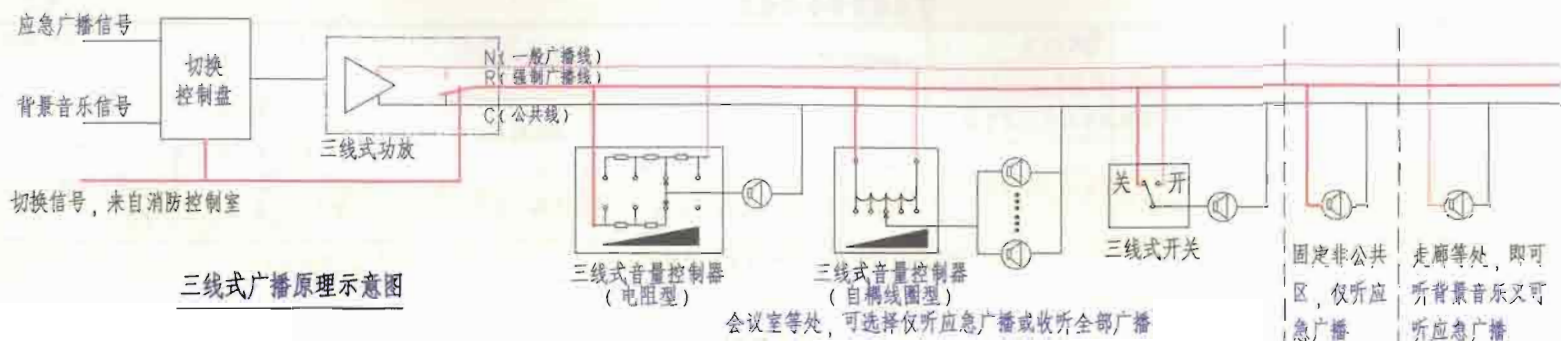 应急广播信号
切换
控制盘
背景音乐信号
切换信号，来自消防控制室
三线式功放
N(一般广播线)
R(强制广播线)
C(公共线)
三线式音量控制器
(电阻型)
三线式音量控制器
(自耦线圈型)
会议室等处，可选择仅听应急广播或收听全部广播
关 开
三线式开关
固定非公共
区，仅听应
急广播
走廊等处，即可
听背景音乐又可
听应急广播
三线式广播原理示意图